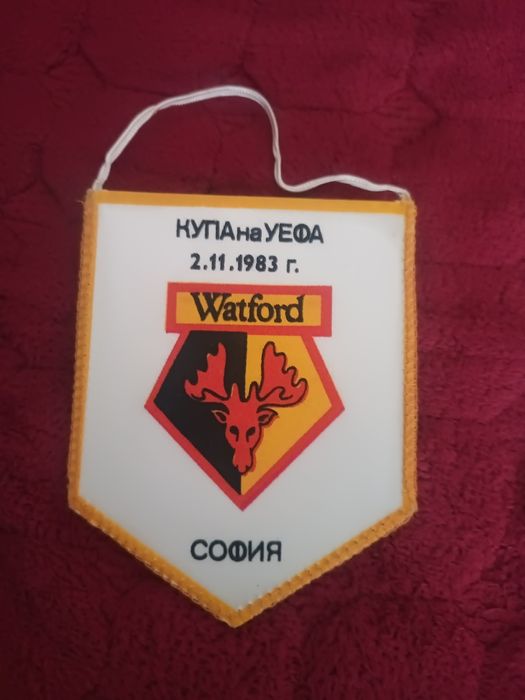 КУПА на УЕФА
2.11.1983 г.
Watford
СОФИЯ